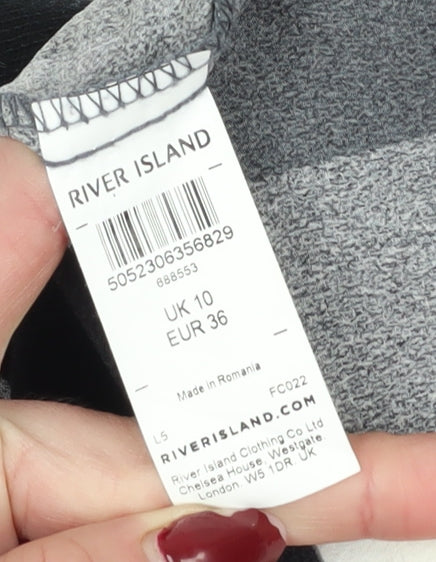 RIVER ISLAND
5052306356829
688553
UK 10
EUR 36
Made in Romania
FC022
L5
RIVERISLAND.COM
River Island Clothing Co Ltd
Chelsea House, Westgate
London. W5 1DR UK